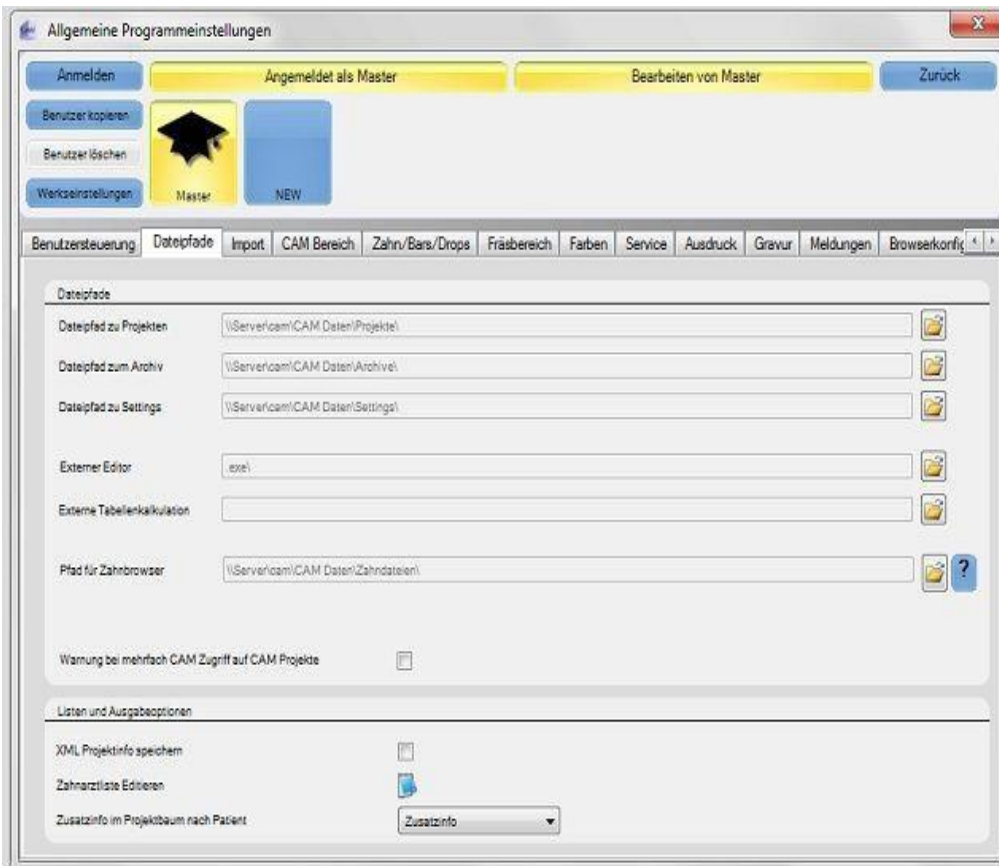 Allgemeine Programmeinstellungen
Anmelden Angemeldet als Master Bearbeiten von Master Zurück
Benutzer kopieren
Benutzer löschen
Werkseinstellungen Master NEW
Benutzersteuerung Dateipfade Import CAM Bereich Zahn/Bars/Drops Fräsbereich Farben Service Ausdruck Gravur Meldungen Browserkonfig
Dateipfade
Dateipfad zu Projekten \\Server\cam\CAM Daten\Projekte\
Dateipfad zum Archiv \\Server\cam\CAM Daten\Archive\
Dateipfad zu Settings \\Server\cam\CAM Daten\Settings\
Externer Editor .exe\
Externe Tabellenkalkulation
Pfad für Zahnbrowser \\Server\cam\CAM Daten\Zahndateien\ ?
Warnung bei mehrfach CAM Zugriff auf CAM Projekte
Listen und Ausgabeoptionen
XML Projektinfo speichern
Zahnarztliste Editieren
Zusatzinfo im Projektbaum nach Patient Zusatzinfo